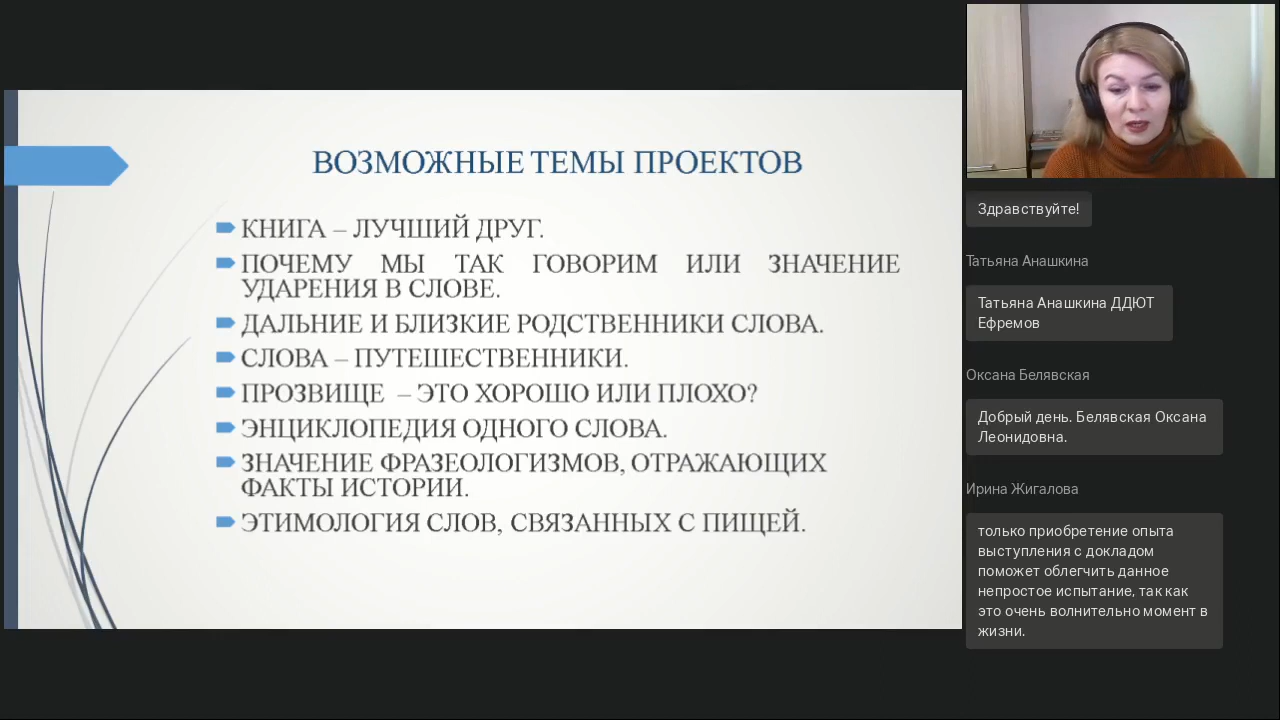 ВОЗМОЖНЫЕ ТЕМЫ ПРОЕКТОВ
КНИГА – ЛУЧШИЙ ДРУГ.
ПОЧЕМУ МЫ ТАК ГОВОРИМ ИЛИ ЗНАЧЕНИЕ
УДАРЕНИЯ В СЛОВЕ.
ДАЛЬНИЕ И БЛИЗКИЕ РОДСТВЕННИКИ СЛОВА.
СЛОВА – ПУТЕШЕСТВЕННИКИ.
ПРОЗВИЩЕ – ЭТО ХОРОШО ИЛИ ПЛОХО?
ЭНЦИКЛОПЕДИЯ ОДНОГО СЛОВА.
ЗНАЧЕНИЕ ФРАЗЕОЛОГИЗМОВ, ОТРАЖАЮЩИХ
ФАКТЫ ИСТОРИИ.
ЭТИМОЛОГИЯ СЛОВ, СВЯЗАННЫХ С ПИЩЕЙ.
Здравствуйте!
Татьяна Анашкина
Татьяна Анашкина ДДЮТ
Ефремов
Оксана Белявская
Добрый день. Белявская Оксана
Леонидовна.
Ирина Жигалова
только приобретение опыта
выступления с докладом
поможет облегчить данное
непростое испытание, так как
это очень волнительно момент в
жизни.